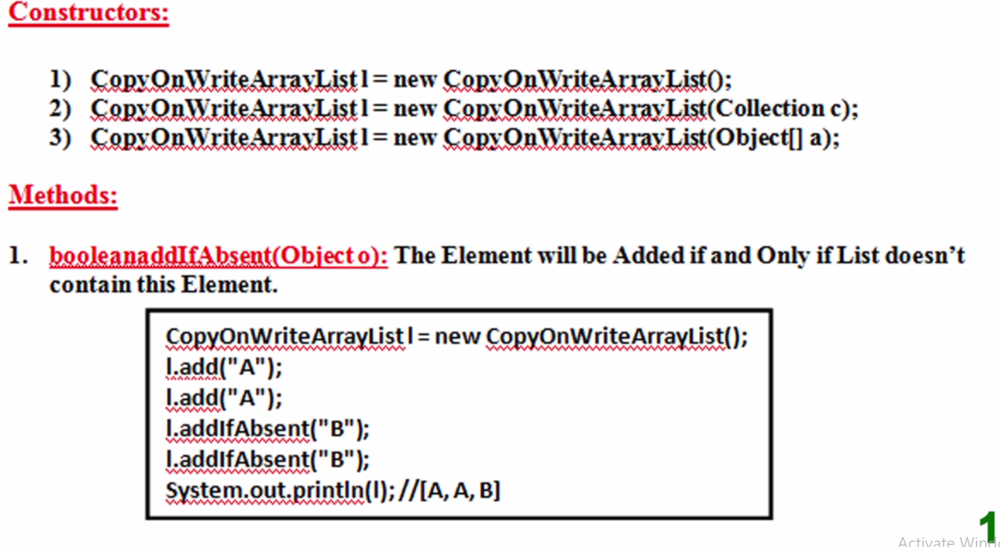 Constructors:
1) CopyOnWriteArrayList l = new CopyOnWriteArrayList();
2) CopyOnWriteArrayList l = new CopyOnWriteArrayList(Collection c);
3) CopyOnWriteArrayList l = new CopyOnWriteArrayList(Object[] a);
Methods:
1. booleanaddIfAbsent(Object o): The Element will be Added if and Only if List doesn’t
contain this Element.
CopyOnWriteArrayList l = new CopyOnWriteArrayList();
l.add("A");
l.add("A");
l.addIfAbsent("B");
l.addIfAbsent("B");
System.out.println(l); //[A, A, B]
1
Activate